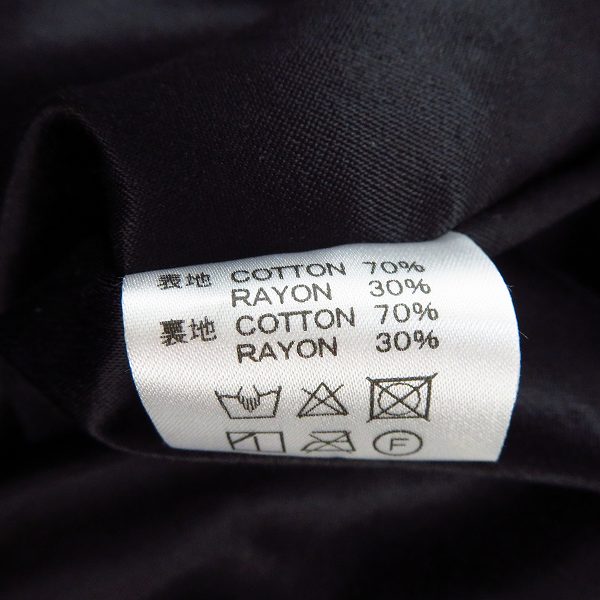 表地 COTTON 70%
RAYON 30%
裏地 COTTON 70%
RAYON 30%
F